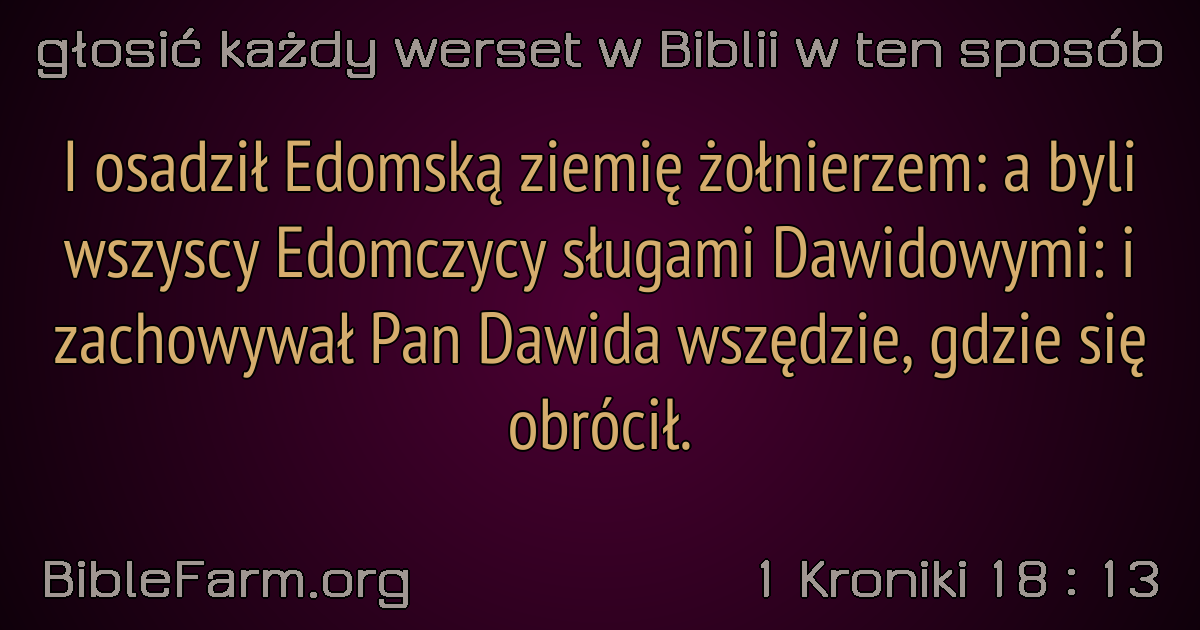 głosić każdy werset w Biblii w ten sposób
I osadził Edomską ziemię żołnierzem: a byli
wszyscy Edomczycy sługami Dawidowymi: i
zachowywał Pan Dawida wszędzie, gdzie się
obrócił.
BibleFarm.org
1 Kroniki 18 : 13